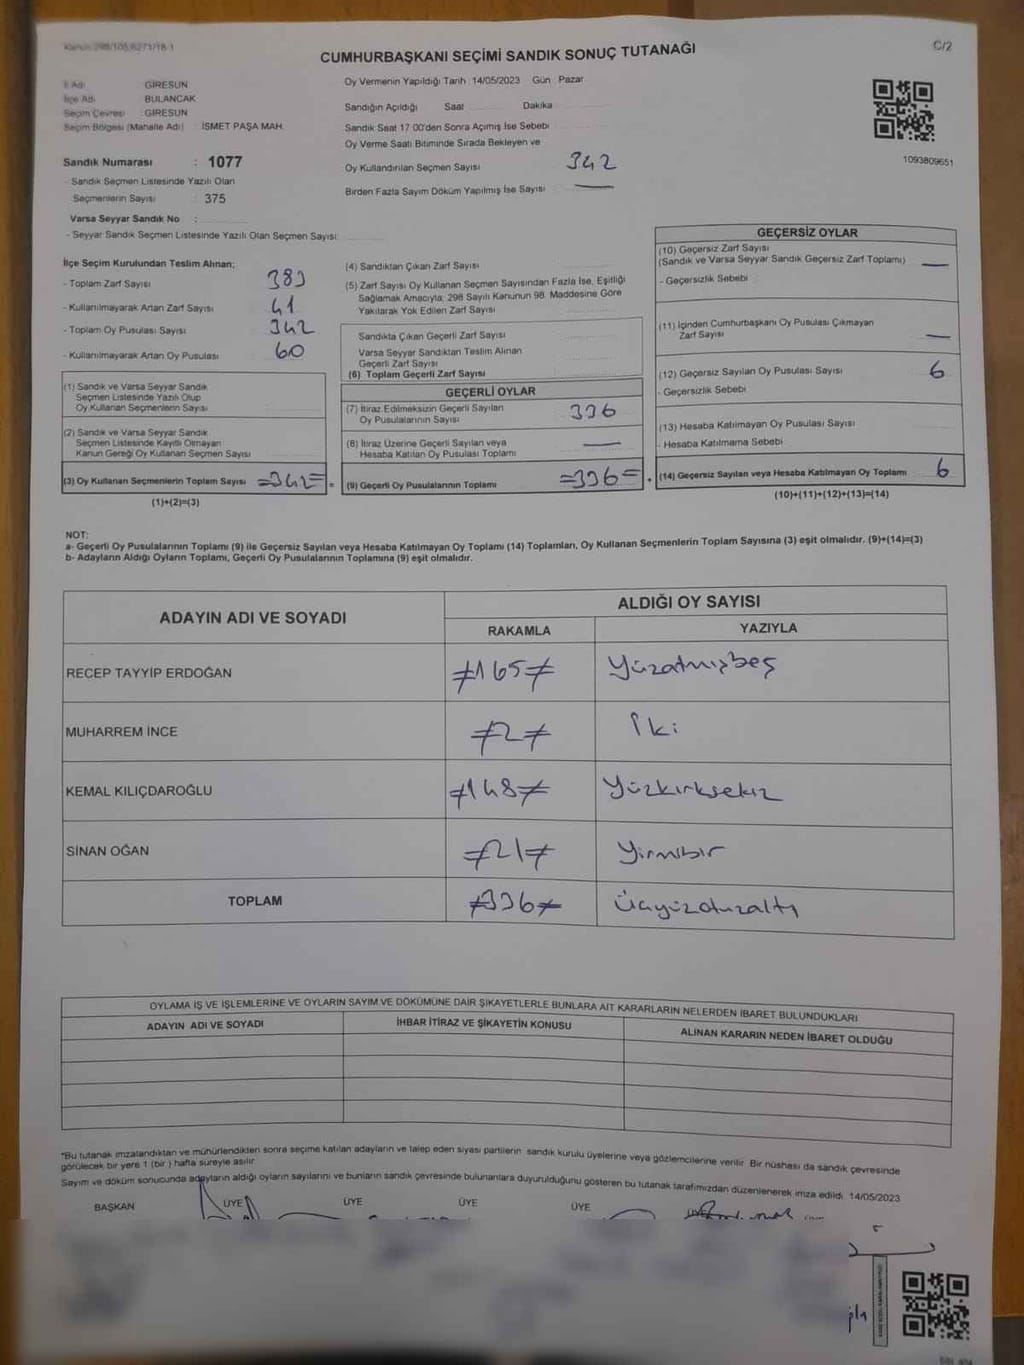 Kanun:298/105,6271/18-1
C/2
CUMHURBAŞKANI SEÇİMİ SANDIK SONUÇ TUTANAĞI
İl Adı : GİRESUN
İlçe Adı : BULANCAK
Seçim Çevresi : GİRESUN
Seçim Bölgesi (Mahalle Adı) : İSMET PAŞA MAH.
Sandık Numarası : 1077
- Sandık Seçmen Listesinde Yazılı Olan
Seçmenlerin Sayısı : 375
Varsa Seyyar Sandık No :
- Seyyar Sandık Seçmen Listesinde Yazılı Olan Seçmen Sayısı:
Oy Vermenin Yapıldığı Tarih :14/05/2023 Gün : Pazar
Sandığın Açıldığı Saat Dakika
Sandık Saat 17:00'den Sonra Açımış İse Sebebi
Oy Verme Saati Bitiminde Sırada Bekleyen ve
Oy Kullandırılan Seçmen Sayısı 342
Birden Fazla Sayım Döküm Yapılmış İse Sayısı —
1093809651
İlçe Seçim Kurulundan Teslim Alınan;
- Toplam Zarf Sayısı 383
- Kullanılmayarak Artan Zarf Sayısı 41
- Toplam Oy Pusulası Sayısı 342
- Kullanılmayarak Artan Oy Pusulası 60
(1) Sandık ve Varsa Seyyar Sandık
Seçmen Listesinde Yazılı Olup
Oy Kullanan Seçmenlerin Sayısı
(2) Sandık ve Varsa Seyyar Sandık
Seçmen Listesinde Kayıtlı Olmayan
Kanun Gereği Oy Kullanan Seçmen Sayısı
(3) Oy Kullanan Seçmenlerin Toplam Sayısı =342=
(1)+(2)=(3)
(4) Sandıktan Çıkan Zarf Sayısı
(5) Zarf Sayısı Oy Kullanan Seçmen Sayısından Fazla İse, Eşitliği
Sağlamak Amacıyla; 298 Sayılı Kanunun 98. Maddesine Göre
Yakılarak Yok Edilen Zarf Sayısı
Sandıkta Çıkan Geçerli Zarf Sayısı
Varsa Seyyar Sandıktan Teslim Alınan
Geçerli Zarf Sayısı
(6) Toplam Geçerli Zarf Sayısı
GEÇERLİ OYLAR
(7) İtiraz Edilmeksizin Geçerli Sayılan
Oy Pusulalarının Sayısı 336
(8) İtiraz Üzerine Geçerli Sayılan veya
Hesaba Katılan Oy Pusulası Toplamı —
(9) Geçerli Oy Pusulalarının Toplamı =336=
GEÇERSİZ OYLAR
(10) Geçersiz Zarf Sayısı
(Sandık ve Varsa Seyyar Sandık Geçersiz Zarf Toplamı) —
- Geçersizlik Sebebi :
(11) İçinden Cumhurbaşkanı Oy Pusulası Çıkmayan
Zarf Sayısı —
(12) Geçersiz Sayılan Oy Pusulası Sayısı 6
- Geçersizlik Sebebi
(13) Hesaba Katılmayan Oy Pusulası Sayısı
- Hesaba Katılmama Sebebi
(14) Geçersiz Sayılan veya Hesaba Katılmayan Oy Toplamı 6
(10)+(11)+(12)+(13)=(14)
NOT:
a- Geçerli Oy Pusulalarının Toplamı (9) ile Geçersiz Sayılan veya Hesaba Katılmayan Oy Toplamı (14) Toplamları, Oy Kullanan Seçmenlerin Toplam Sayısına (3) eşit olmalıdır. (9)+(14)=(3)
b- Adayların Aldığı Oyların Toplamı, Geçerli Oy Pusulalarının Toplamına (9) eşit olmalıdır.
ADAYIN ADI VE SOYADI ALDIĞI OY SAYISI
RAKAMLA YAZIYLA
RECEP TAYYİP ERDOĞAN ≠165≠ Yüzatmışbeş
MUHARREM İNCE ≠2≠ İki
KEMAL KILIÇDAROĞLU ≠148≠ Yüzkırksekiz
SİNAN OĞAN ≠21≠ Yirmibir
TOPLAM ≠336≠ Üçyüzotuzaltı
OYLAMA İŞ VE İŞLEMLERİNE VE OYLARIN SAYIM VE DÖKÜMÜNE DAİR ŞİKAYETLERLE BUNLARA AİT KARARLARIN NELERDEN İBARET BULUNDUKLARI
ADAYIN ADI VE SOYADI İHBAR İTİRAZ VE ŞİKAYETİN KONUSU ALINAN KARARIN NEDEN İBARET OLDUĞU
*Bu tutanak imzalandıktan ve mühürlendikten sonra seçime katılan adayların ve talep eden siyasi partilerin sandık kurulu üyelerine veya gözlemcilerine verilir. Bir nüshası da sandık çevresinde
görülecek bir yere 1 (bir ) hafta süreyle asılır.
Sayım ve döküm sonucunda adayların aldığı oyların sayılarını ve bunların sandık çevresinde bulunanlara duyurulduğunu gösteren bu tutanak tarafımızdan düzenlenerek imza edildi. 14/05/2023
BAŞKAN ÜYE ÜYE ÜYE ÜYE ÜYE